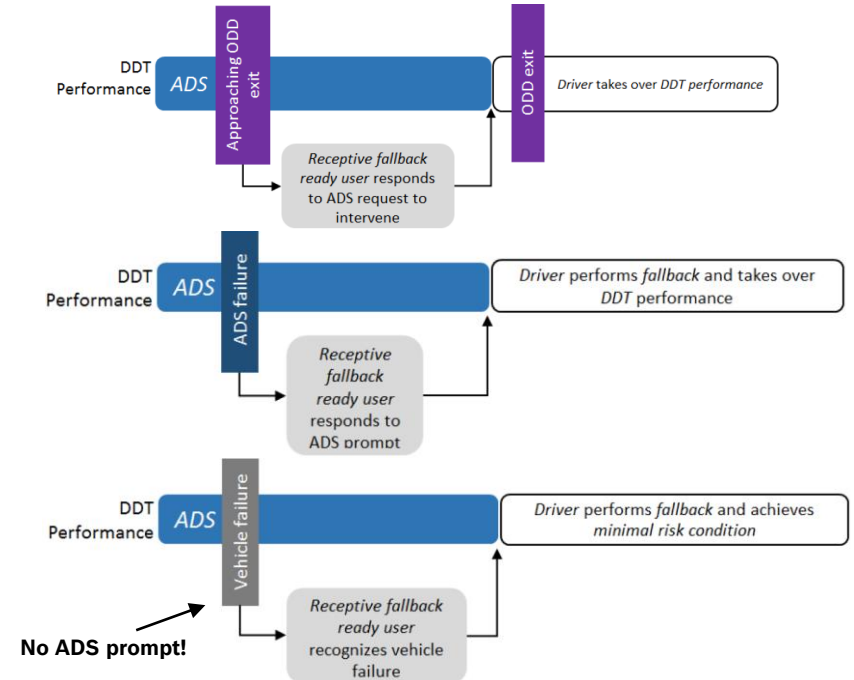 DDT
Performance
ADS
Approaching ODD
exit
ODD exit
Driver takes over DDT performance
Receptive fallback
ready user responds
to ADS request to
intervene
DDT
Performance
ADS
ADS failure
Driver performs fallback and takes over
DDT performance
Receptive
fallback
ready user
responds to
ADS prompt
DDT
Performance
ADS
Vehicle failure
Driver performs fallback and achieves
minimal risk condition
No ADS prompt!
Receptive fallback
ready user
recognizes vehicle
failure